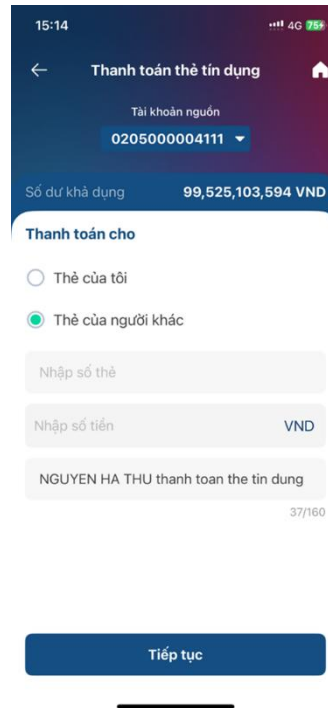 15:14
4G 75+
Thanh toán thẻ tín dụng
Tài khoản nguồn
0205000004111
Số dư khả dụng 99,525,103,594 VND
Thanh toán cho
Thẻ của tôi
Thẻ của người khác
Nhập số thẻ
Nhập số tiền VND
NGUYEN HA THU thanh toan the tin dung
37/160
Tiếp tục